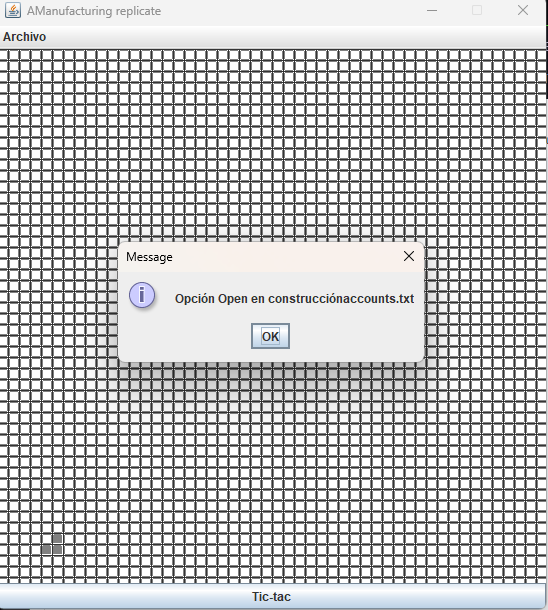 AManufacturing replicate
Archivo
Message
Opción Open en construcciónaccounts.txt
OK
Tic-tac